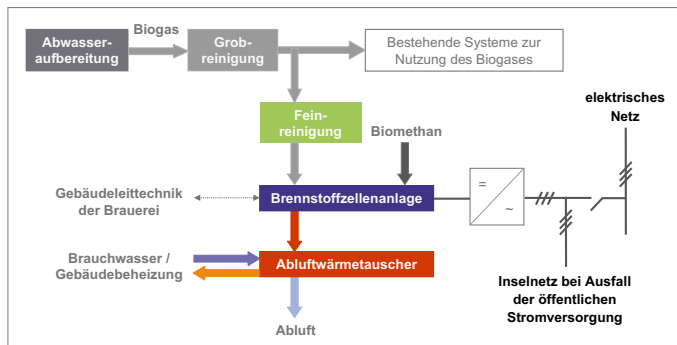 Biogas
Abwasser-
aufbereitung
Grob-
reinigung
Bestehende Systeme zur
Nutzung des Biogases
elektrisches
Netz
Fein-
reinigung
Biomethan
Gebäudeleittechnik
der Brauerei
Brennstoffzellenanlage
=
~
Brauchwasser /
Gebäudebeheizung
Abluftwärmetauscher
Inselnetz bei Ausfall
der öffentlichen
Stromversorgung
Abluft